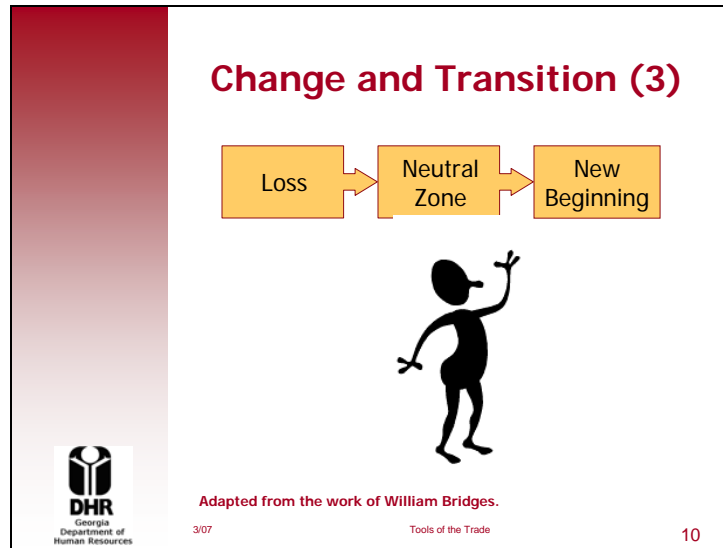 Change and Transition (3)
Loss
Neutral
Zone
New
Beginning
DHR
Georgia
Department of
Human Resources
Adapted from the work of William Bridges.
3/07
Tools of the Trade
10